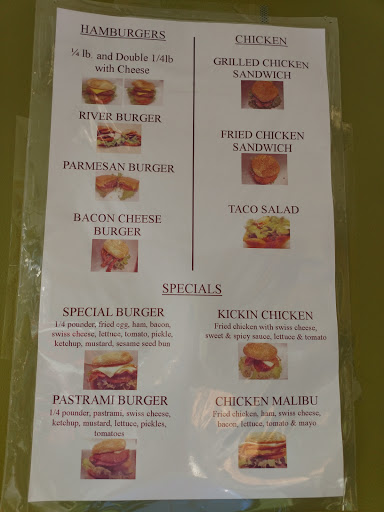 HAMBURGERS
¼ lb. and Double 1/4lb
with Cheese
RIVER BURGER
PARMESAN BURGER
BACON CHEESE
BURGER
CHICKEN
GRILLED CHICKEN
SANDWICH
FRIED CHICKEN
SANDWICH
TACO SALAD
SPECIALS
SPECIAL BURGER
1/4 pounder, fried egg, ham, bacon,
swiss cheese, lettuce, tomato, pickle,
ketchup, mustard, sesame seed bun
PASTRAMI BURGER
1/4 pounder, pastrami, swiss cheese,
ketchup, mustard, lettuce, pickles,
tomatoes
KICKIN CHICKEN
Fried chicken with swiss cheese,
sweet & spicy sauce, lettuce & tomato
CHICKEN MALIBU
Fried chicken, ham, swiss cheese,
bacon, lettuce, tomato & mayo